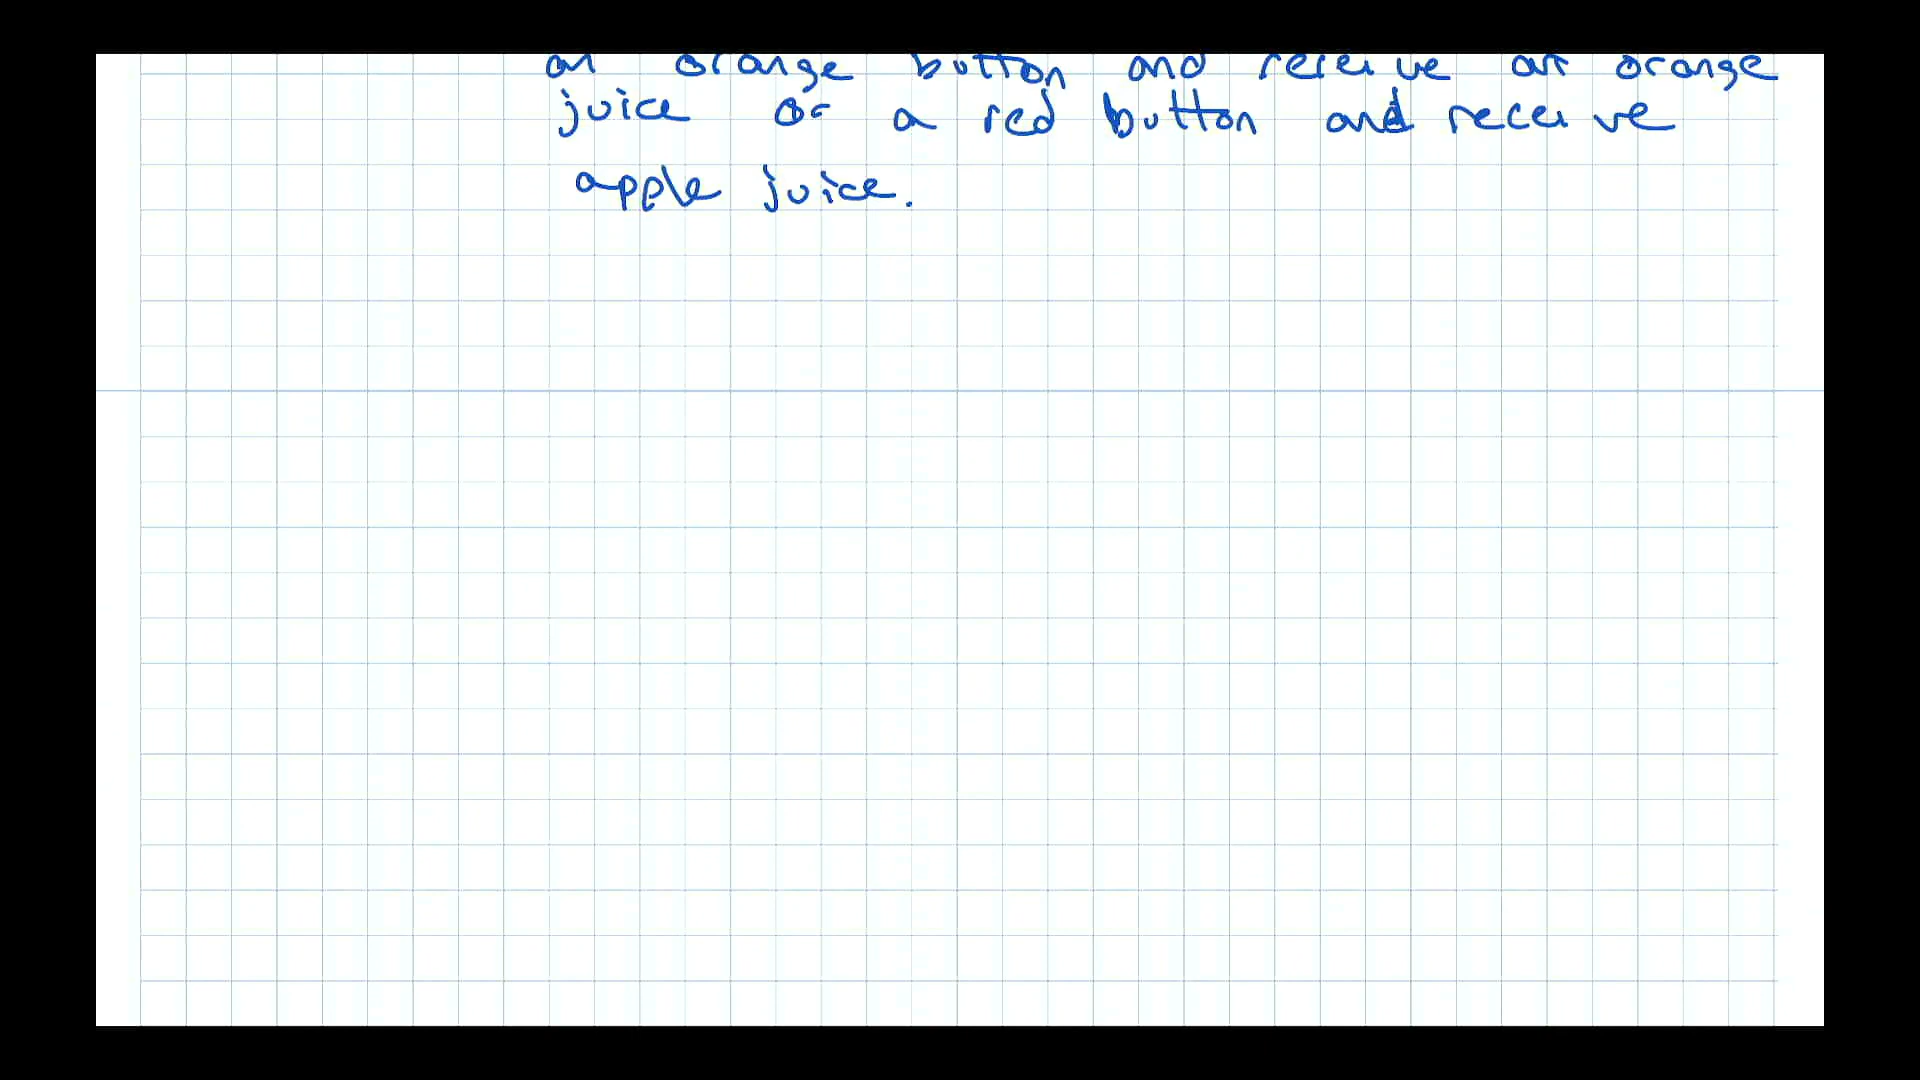 an orange button and receive an orange
juice or a red button and receive
apple juice.